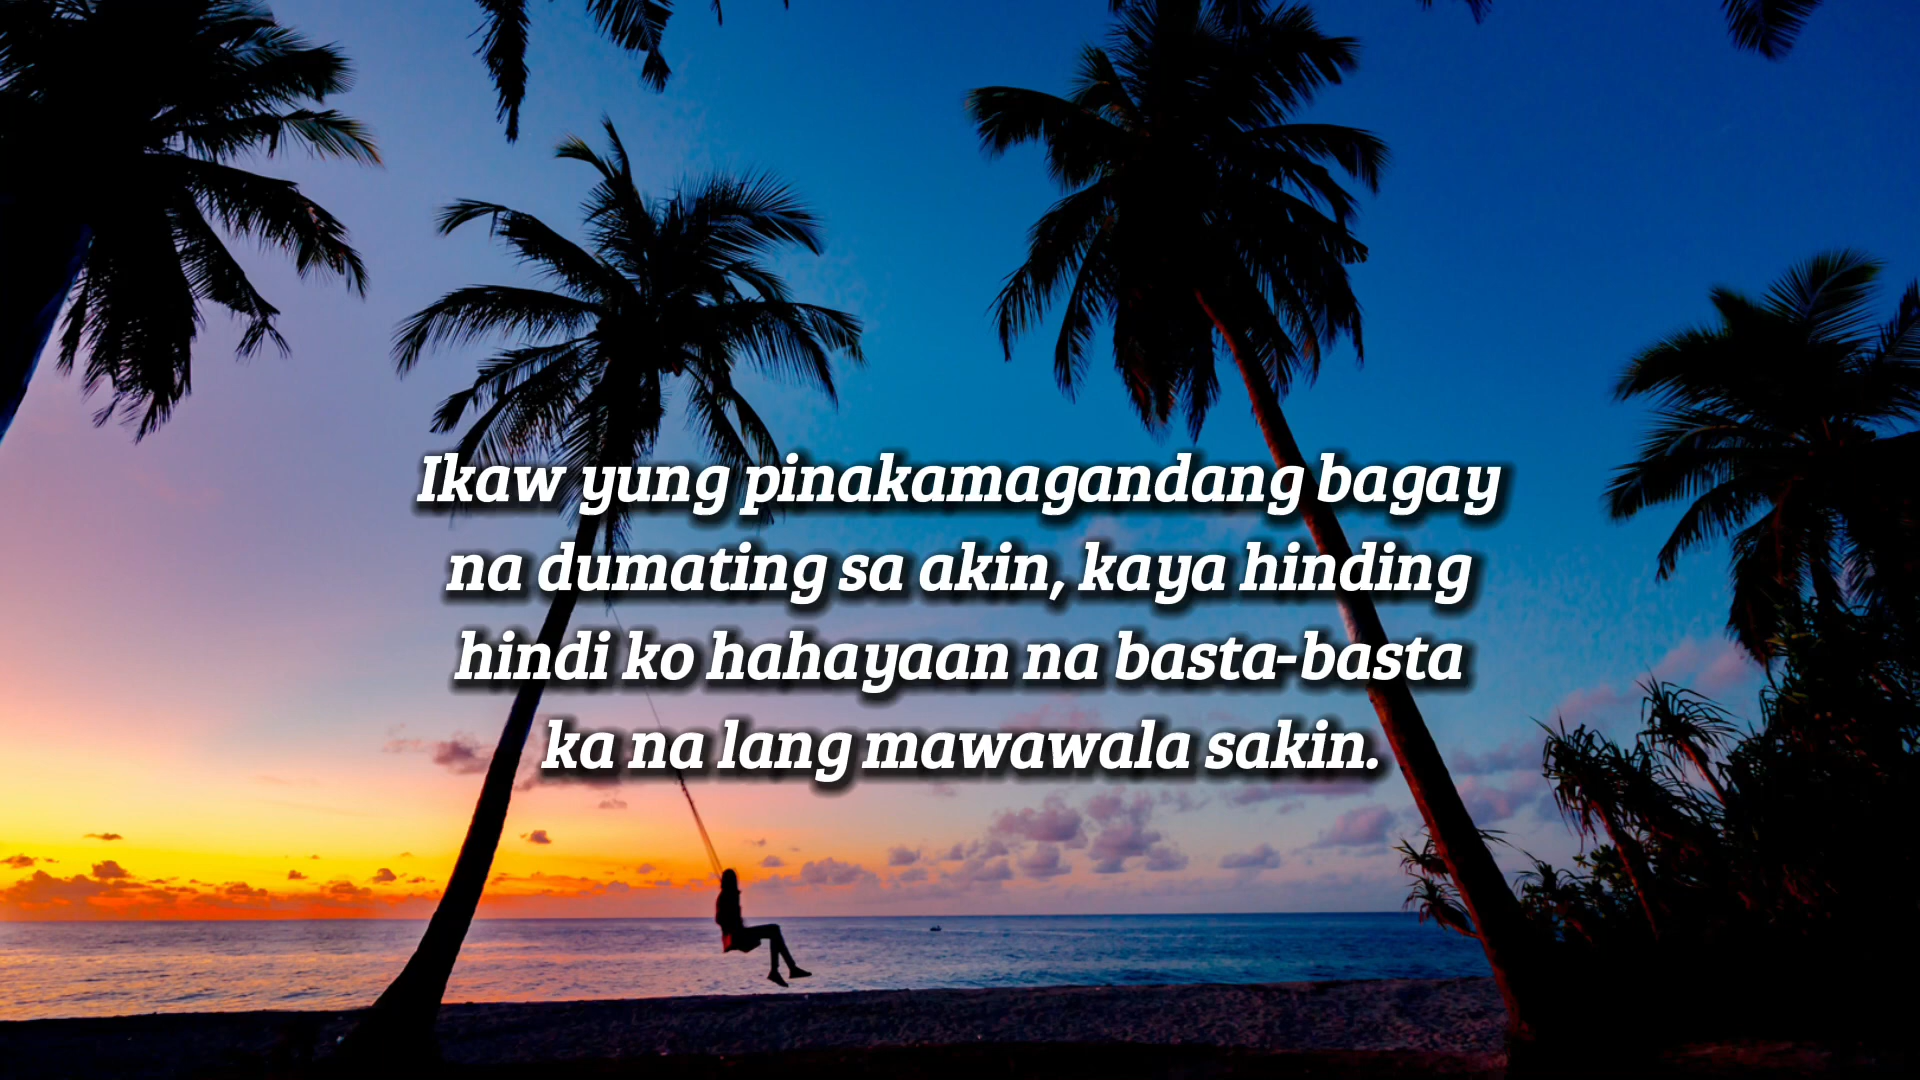 Ikaw yung pinakamagandang bagay
na dumating sa akin, kaya hinding
hindi ko hahayaan na basta-basta
ka na lang mawawala sakin.